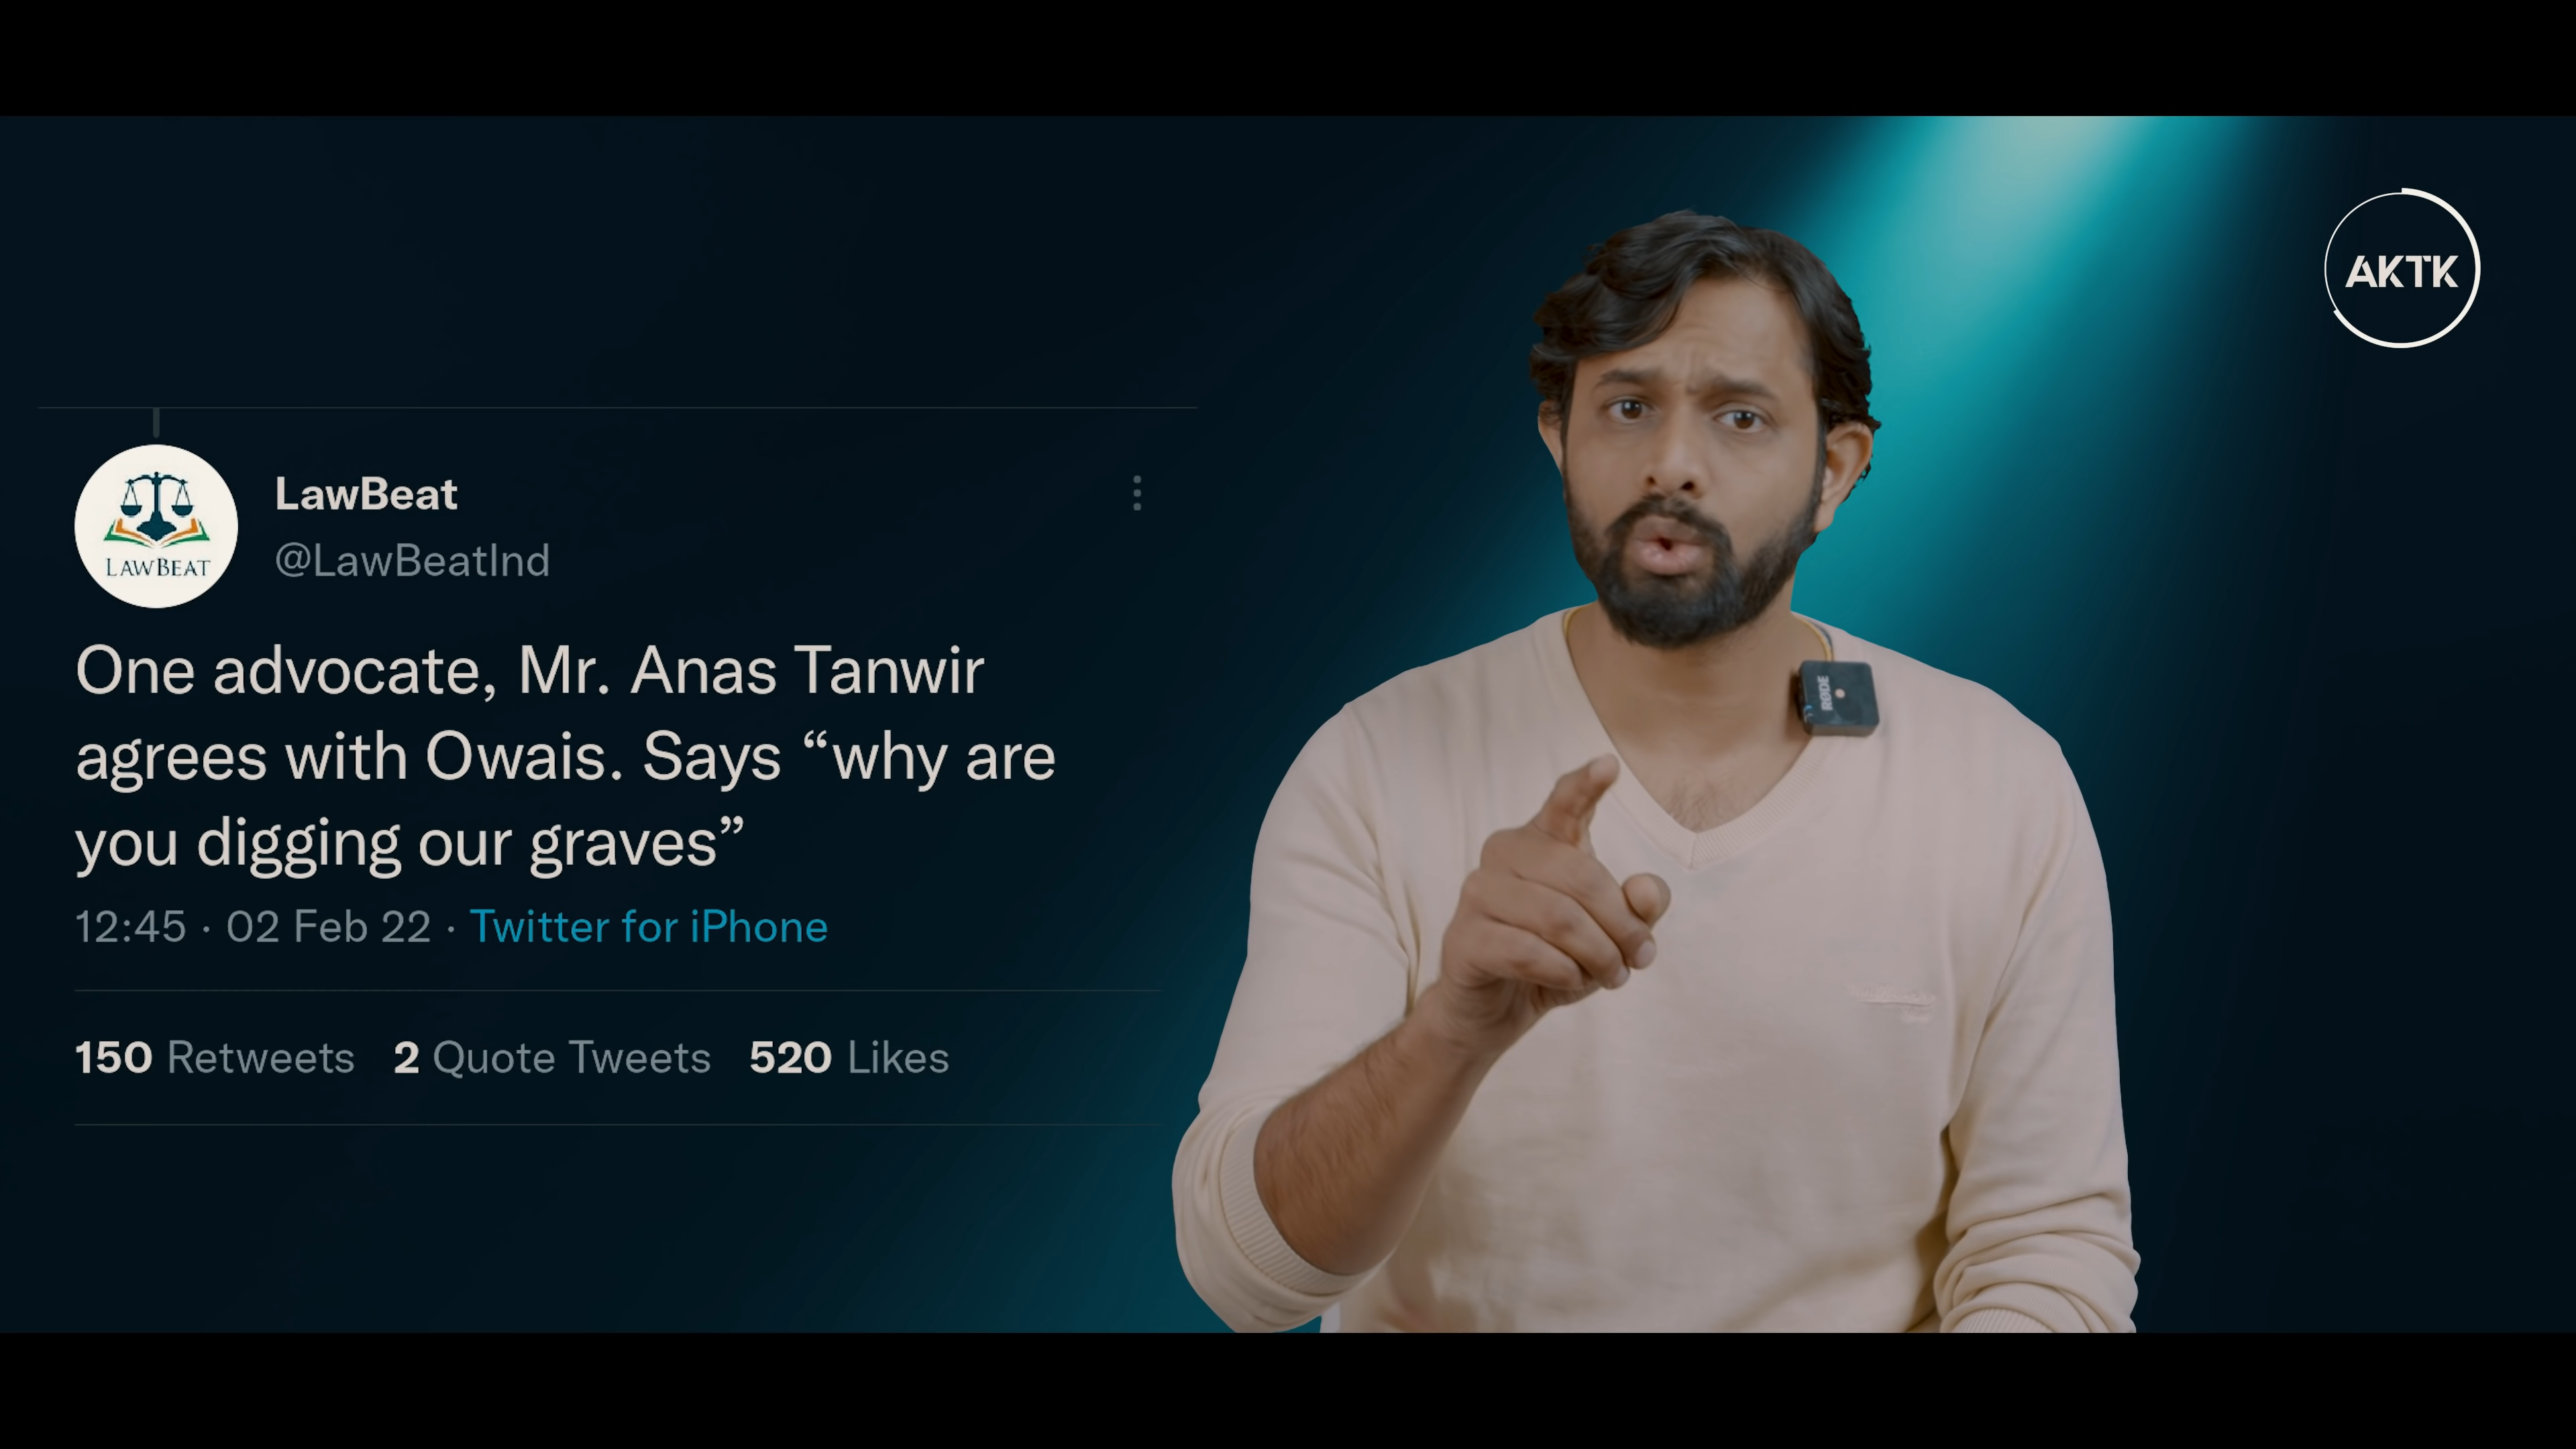 AKTK
LawBeat
@LawBeatInd
LAWBEAT
One advocate, Mr. Anas Tanwir
agrees with Owais. Says “why are
you digging our graves”
12:45 · 02 Feb 22 · Twitter for iPhone
150 Retweets 2 Quote Tweets 520 Likes
RØDE